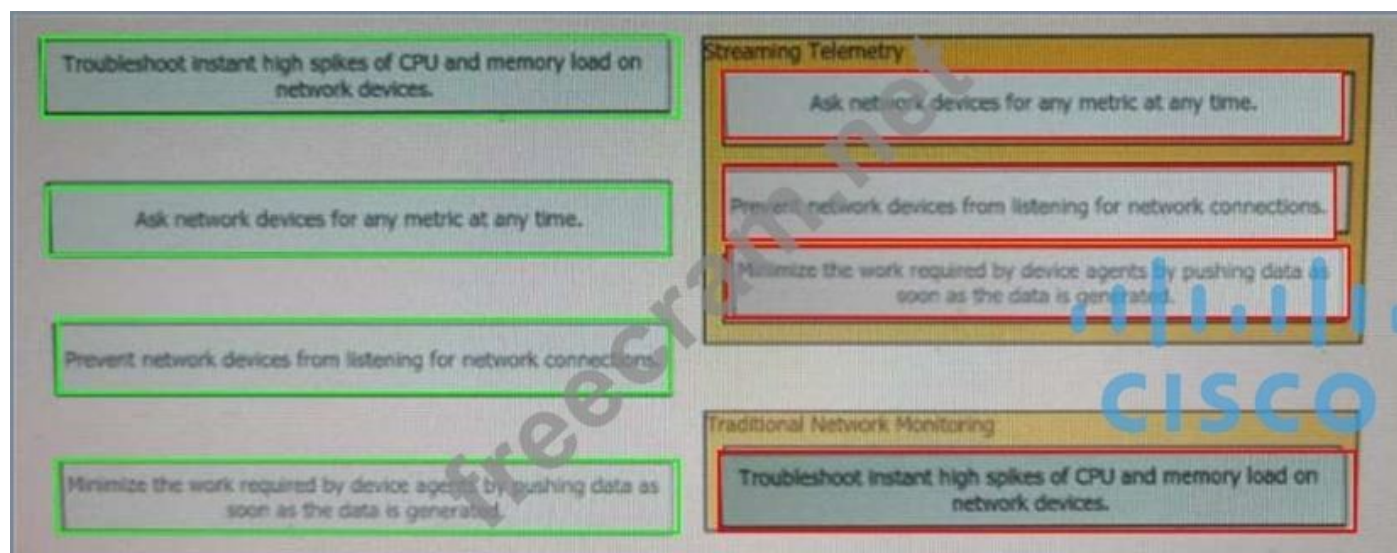 Troubleshoot instant high spikes of CPU and memory load on
network devices.
Ask network devices for any metric at any time.
Prevent network devices from listening for network connections.
Minimize the work required by device agents by pushing data as
soon as the data is generated.
Streaming Telemetry
Ask network devices for any metric at any time.
Prevent network devices from listening for network connections.
Minimize the work required by device agents by pushing data as
soon as the data is generated.
Traditional Network Monitoring
Troubleshoot instant high spikes of CPU and memory load on
network devices.
freecram.net
CISCO